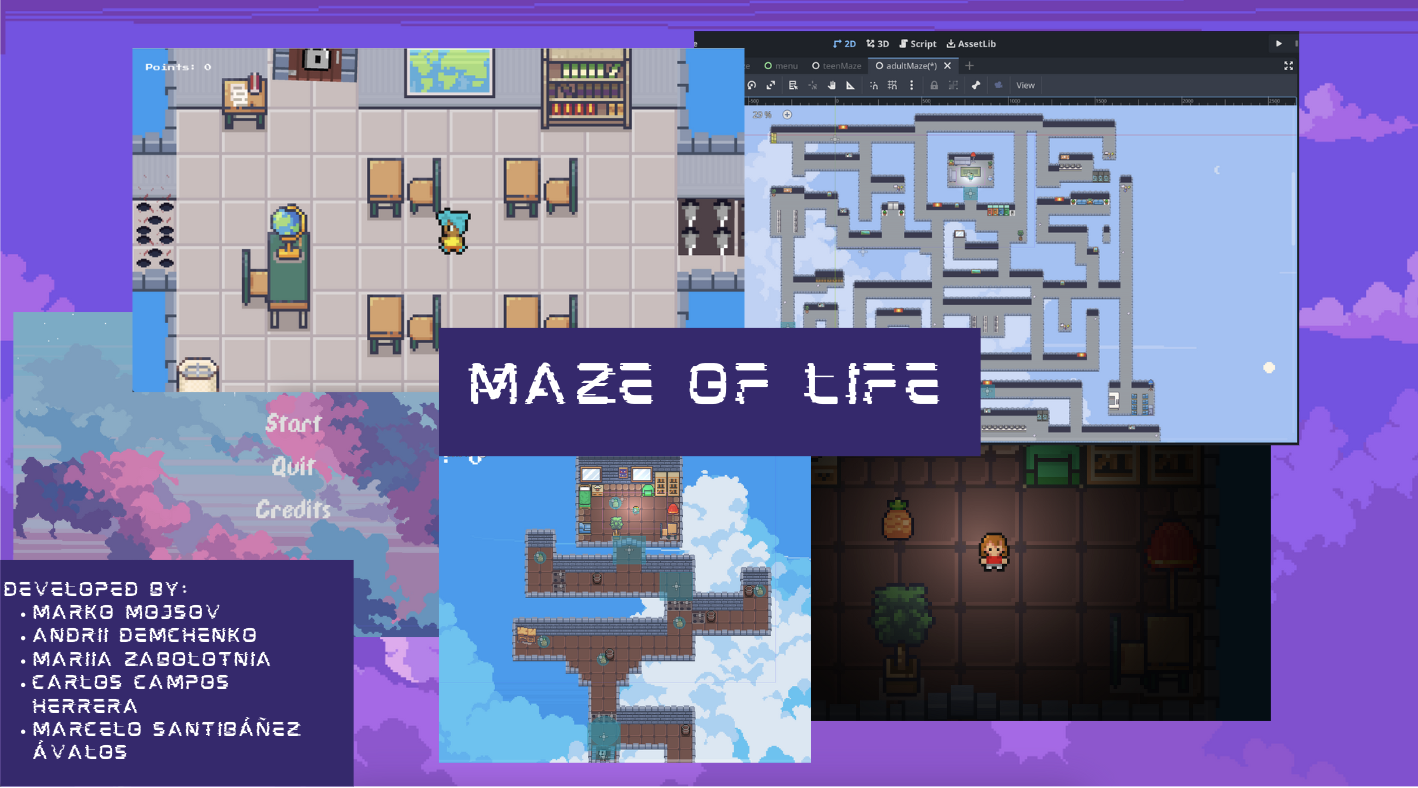 2D 3D Script AssetLib
menu teenMaze adultMaze(*)
View
Points: 0
MAZE OF LIFE
Start
Quit
Credits
DEVELOPED BY:
• MARKO MOJSOV
• ANDRII DEMCHENKO
• MARIIA ZABOLOTNIA
• CARLOS CAMPOS
HERRERA
• MARCELO SANTIBÁÑEZ
ÁVALOS